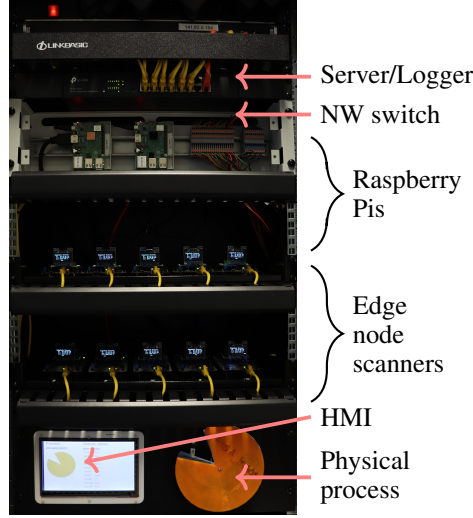 LINKBASIC
Server/Logger
NW switch
Raspberry
Pis
Edge
node
scanners
HMI
Physical
process